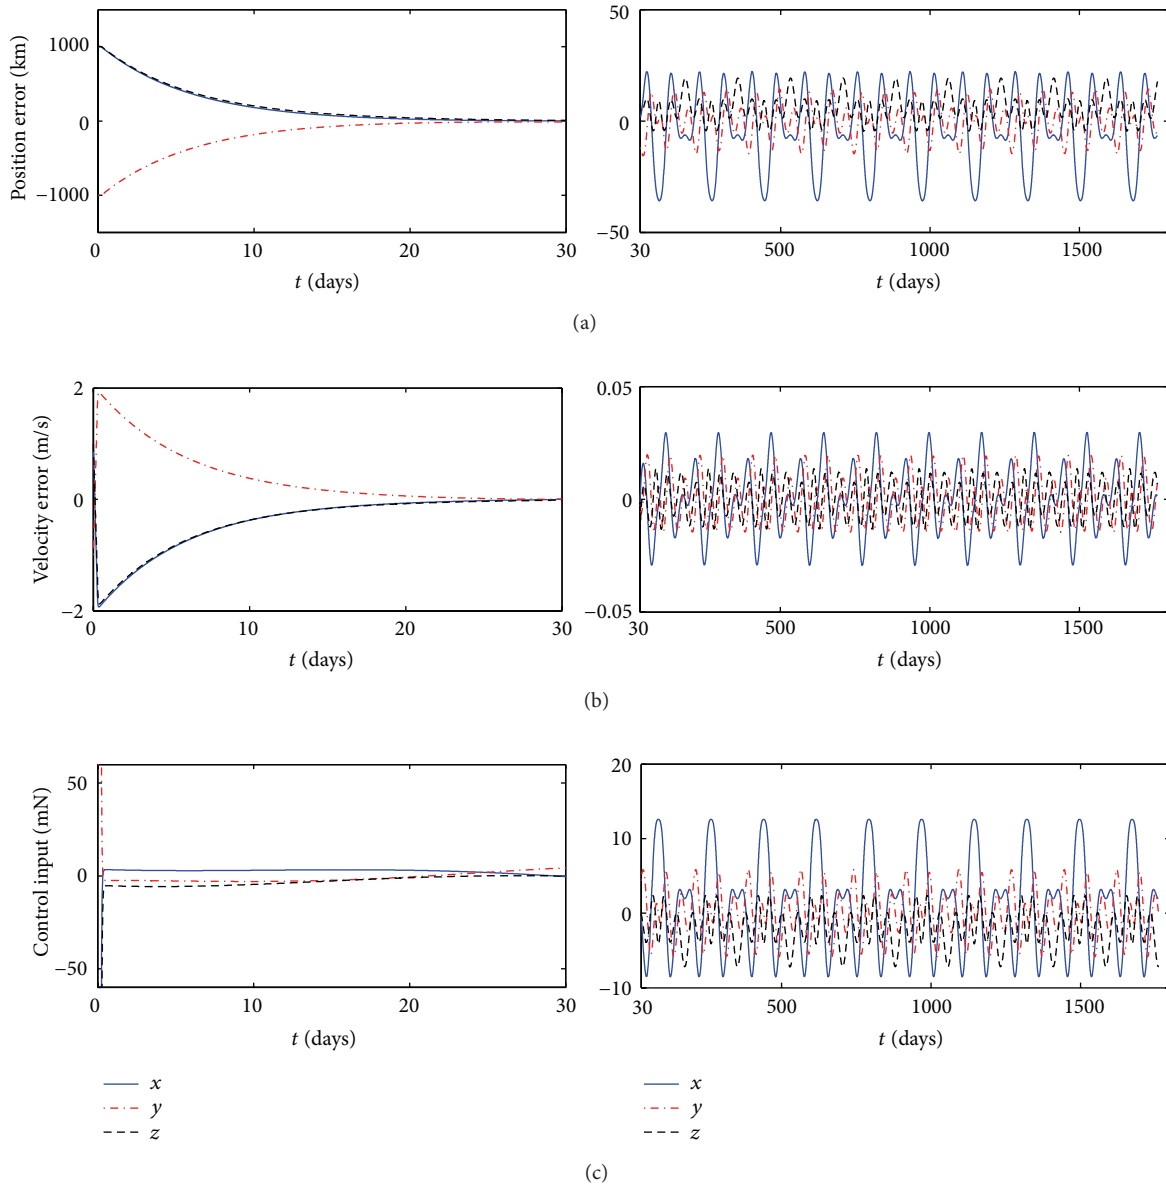 Position error (km)
1000
0
−1000
0
10
20
30
t (days)
50
0
−50
30
500
1000
1500
t (days)
(a)
Velocity error (m/s)
2
0
−2
0
10
20
30
t (days)
0.05
0
−0.05
30
500
1000
1500
t (days)
(b)
Control input (mN)
50
0
−50
0
10
20
30
t (days)
20
10
0
−10
30
500
1000
1500
t (days)
x
y
z
x
y
z
(c)